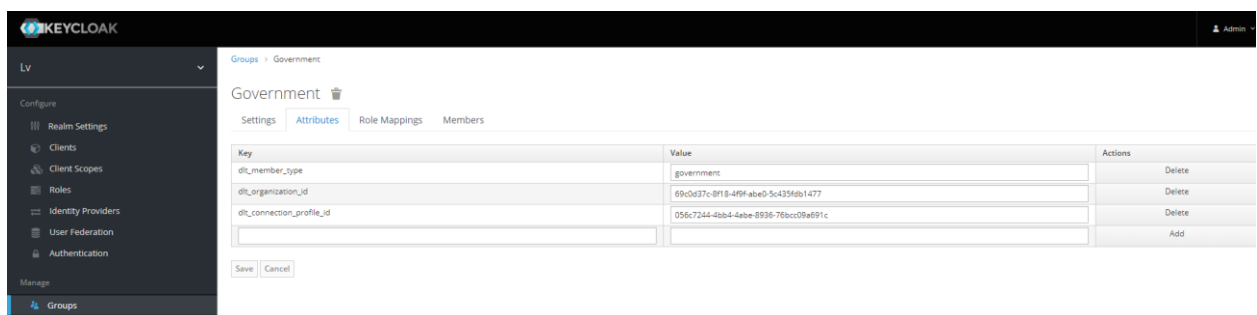 KEYCLOAK
Admin
Lv
Groups > Government
Configure
Government
Realm Settings
Settings Attributes Role Mappings Members
Clients
Key Value Actions
Client Scopes
dlt_member_type government Delete
Roles
dlt_organization_id 69c0d37c-8f18-4f9f-abe0-5c435fdb1477 Delete
Identity Providers
dlt_connection_profile_id 056c7244-4bb4-4abe-8936-76bcc09a691c Delete
User Federation
Add
Authentication
Save Cancel
Manage
Groups